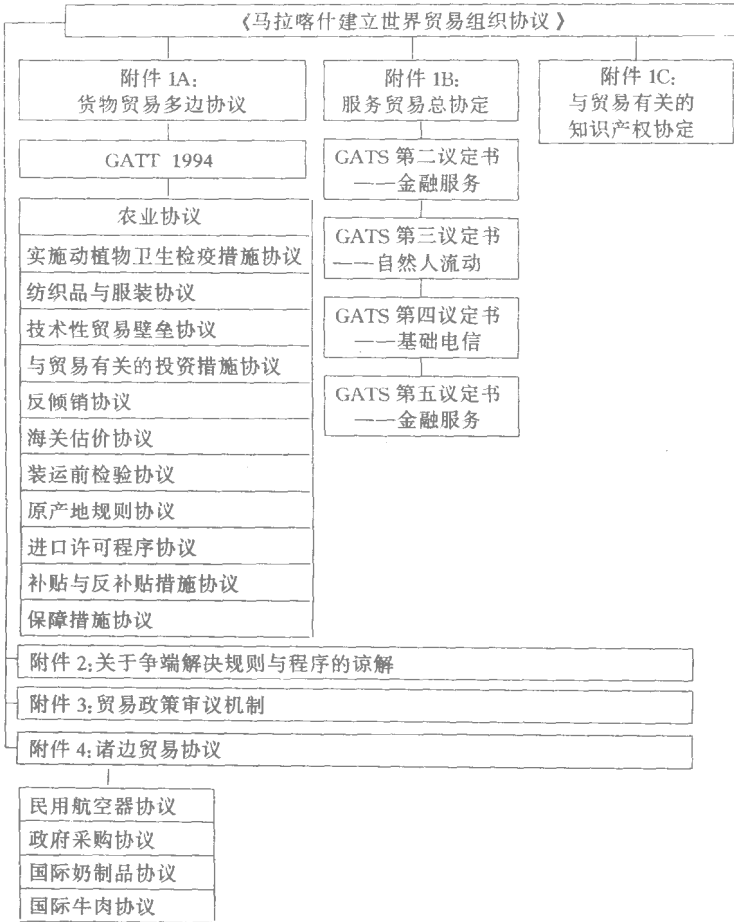 《马拉喀什建立世界贸易组织协议》
附件 1A:
货物贸易多边协议
附件 1B:
服务贸易总协定
附件 1C:
与贸易有关的
知识产权协定
GATT 1994
GATS 第二议定书
——金融服务
农业协议
实施动植物卫生检疫措施协议
纺织品与服装协议
技术性贸易壁垒协议
与贸易有关的投资措施协议
反倾销协议
海关估价协议
装运前检验协议
原产地规则协议
进口许可程序协议
补贴与反补贴措施协议
保障措施协议
GATS 第三议定书
——自然人流动
GATS 第四议定书
——基础电信
GATS 第五议定书
——金融服务
附件 2:关于争端解决规则与程序的谅解
附件 3:贸易政策审议机制
附件 4:诸边贸易协议
民用航空器协议
政府采购协议
国际奶制品协议
国际牛肉协议